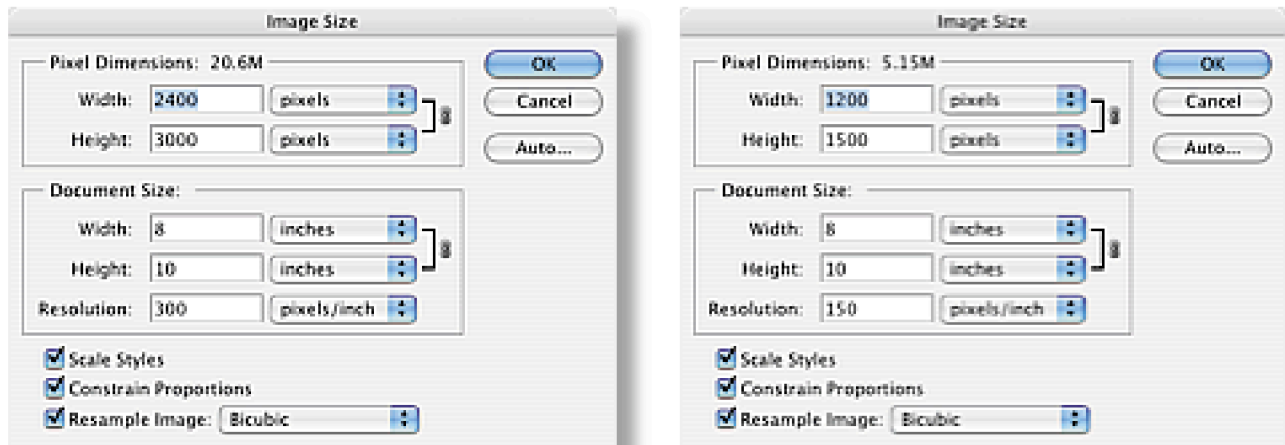 Image Size
Pixel Dimensions: 20.6M
OK
Width: 2400 pixels
Cancel
Height: 3000 pixels
Auto...
Document Size:
Width: 8 inches
Height: 10 inches
Resolution: 300 pixels/inch
Scale Styles
Constrain Proportions
Resample Image: Bicubic
Image Size
Pixel Dimensions: 5.15M
OK
Width: 1200 pixels
Cancel
Height: 1500 pixels
Auto...
Document Size:
Width: 8 inches
Height: 10 inches
Resolution: 150 pixels/inch
Scale Styles
Constrain Proportions
Resample Image: Bicubic